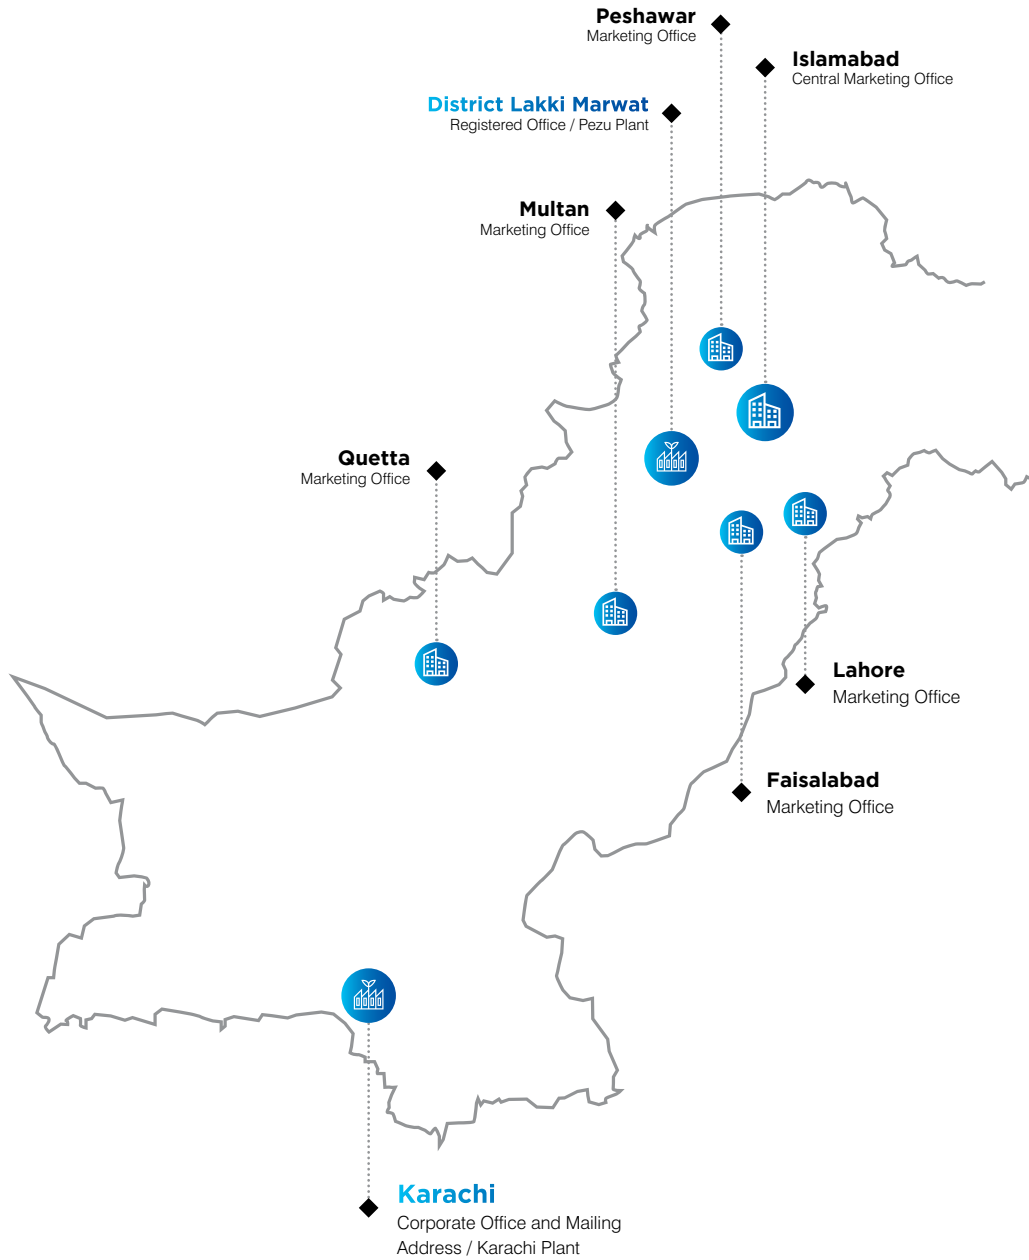 Peshawar
Marketing Office
Islamabad
Central Marketing Office
District Lakki Marwat
Registered Office / Pezu Plant
Multan
Marketing Office
Quetta
Marketing Office
Lahore
Marketing Office
Faisalabad
Marketing Office
Karachi
Corporate Office and Mailing
Address / Karachi Plant